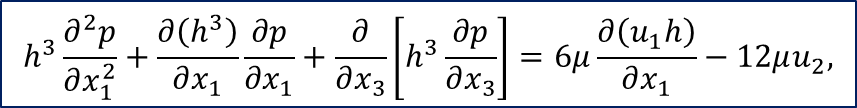 h³ ∂²p/∂x₁² + ∂(h³)/∂x₁ ∂p/∂x₁ + ∂/∂x₃ [h³ ∂p/∂x₃] = 6μ ∂(u₁h)/∂x₁ − 12μu₂,